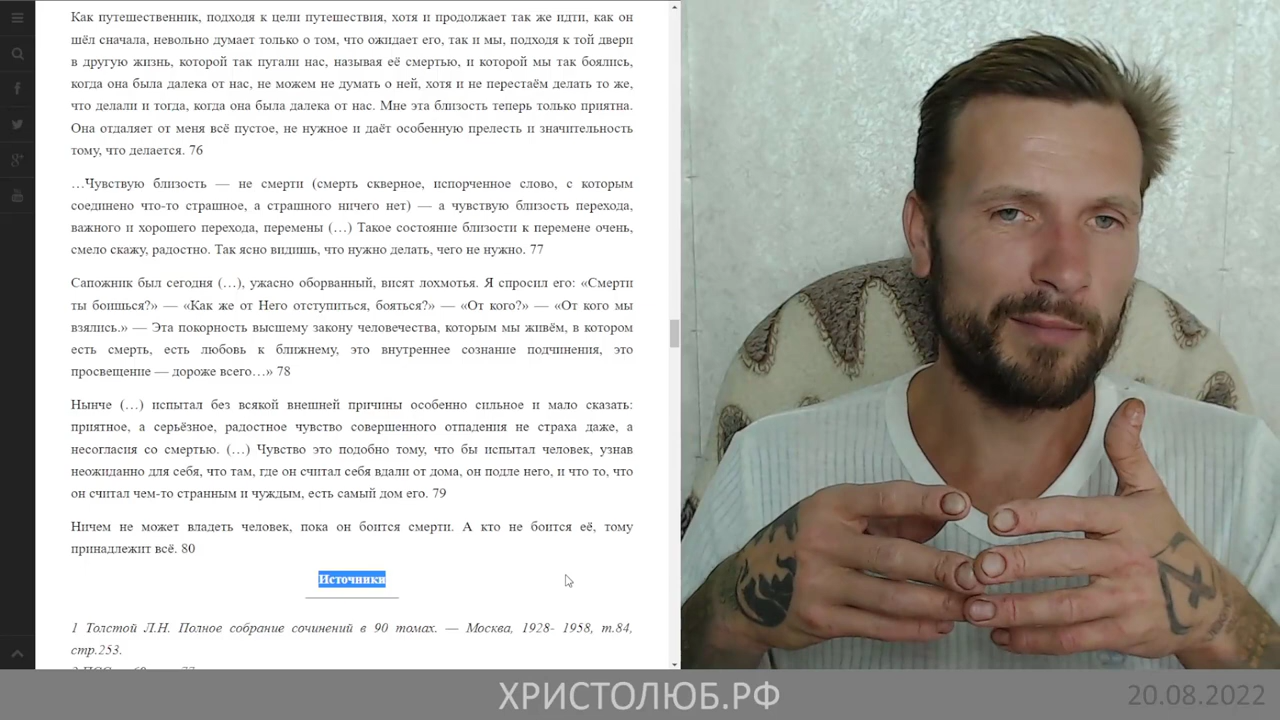 Как путешественник, подходя к цели путешествия, хотя и продолжает так же идти, как он
шёл сначала, невольно думает только о том, что ожидает его, так и мы, подходя к той двери
в другую жизнь, которой так пугали нас, называя её смертью, и которой мы так боялись,
когда она была далека от нас, не можем не думать о ней, хотя и не перестаём делать то же,
что делали и тогда, когда она была далека от нас. Мне эта близость теперь только приятна.
Она отдаляет от меня всё пустое, не нужное и даёт особенную прелесть и значительность
тому, что делается. 76
…Чувствую близость — не смерти (смерть скверное, испорченное слово, с которым
соединено что-то страшное, а страшного ничего нет) — а чувствую близость перехода,
важного и хорошего перехода, перемены (…) Такое состояние близости к перемене очень,
смело скажу, радостно. Так ясно видишь, что нужно делать, чего не нужно. 77
Сапожник был сегодня (…), ужасно оборванный, висят лохмотья. Я спросил его: «Смерти
ты боишься?» — «Как же от Него отступиться, бояться?» — «От кого?» — «От кого мы
взялись.» — Эта покорность высшему закону человечества, которым мы живём, в котором
есть смерть, есть любовь к ближнему, это внутреннее сознание подчинения, это
просвещение — дороже всего…» 78
Нынче (…) испытал без всякой внешней причины особенно сильное и мало сказать:
приятное, а серьёзное, радостное чувство совершенного отпадения не страха даже, а
несогласия со смертью. (…) Чувство это подобно тому, что бы испытал человек, узнав
неожиданно для себя, что там, где он считал себя вдали от дома, он подле него, и что то, что
он считал чем-то странным и чуждым, есть самый дом его. 79
Ничем не может владеть человек, пока он боится смерти. А кто не боится её, тому
принадлежит всё. 80
Источники
1 Толстой Л.Н. Полное собрание сочинений в 90 томах. — Москва, 1928- 1958, т.84,
стр.253.
ХРИСТОЛЮБ.РФ
20.08.2022